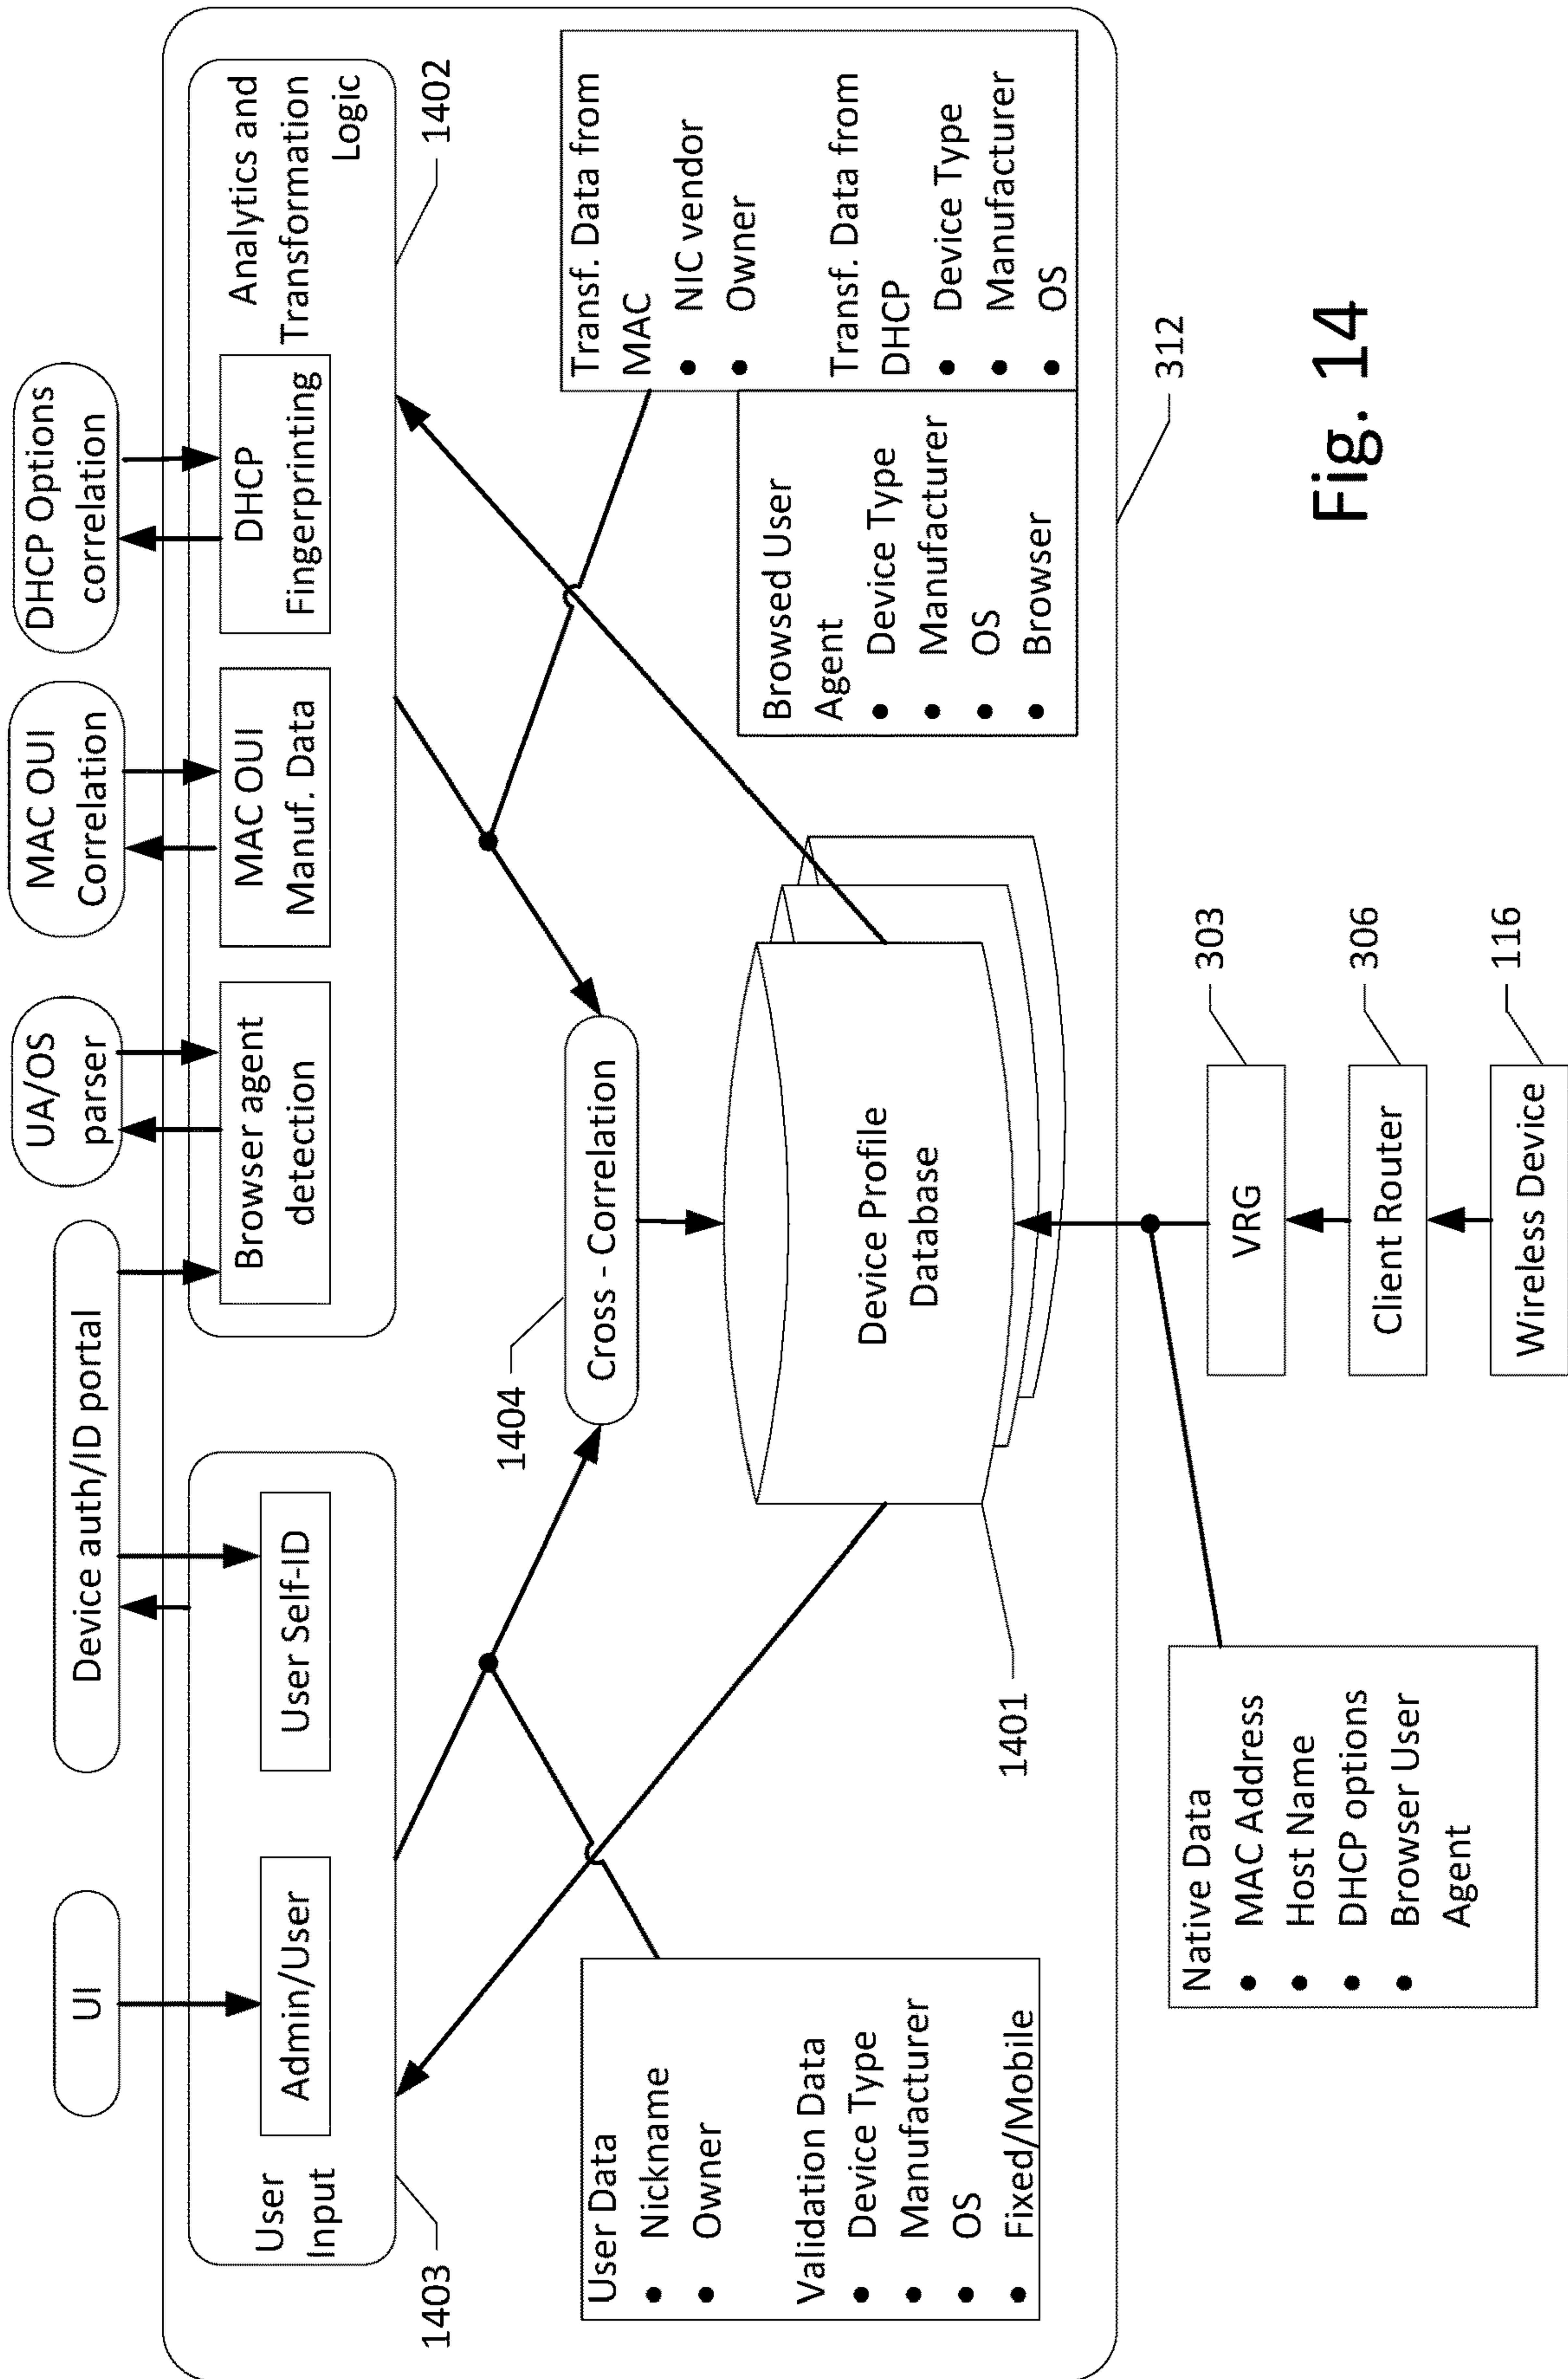 UI
Device auth/ID portal
UA/OS
parser
MAC OUI
Correlation
DHCP Options
correlation
User
Input
Admin/User
User Self-ID
Browser agent
detection
MAC OUI
Manuf. Data
DHCP
Fingerprinting
Analytics and
Transformation
Logic
1403
1402
1404
Cross - Correlation
User Data
• Nickname
• Owner
Validation Data
• Device Type
• Manufacturer
• OS
• Fixed/Mobile
Device Profile
Database
1401
Browsed User
Agent
• Device Type
• Manufacturer
• OS
• Browser
Transf. Data from
MAC
• NIC vendor
• Owner
Transf. Data from
DHCP
• Device Type
• Manufacturer
• OS
312
Native Data
• MAC Address
• Host Name
• DHCP options
• Browser User
Agent
VRG
303
Client Router
306
Wireless Device
116
Fig. 14